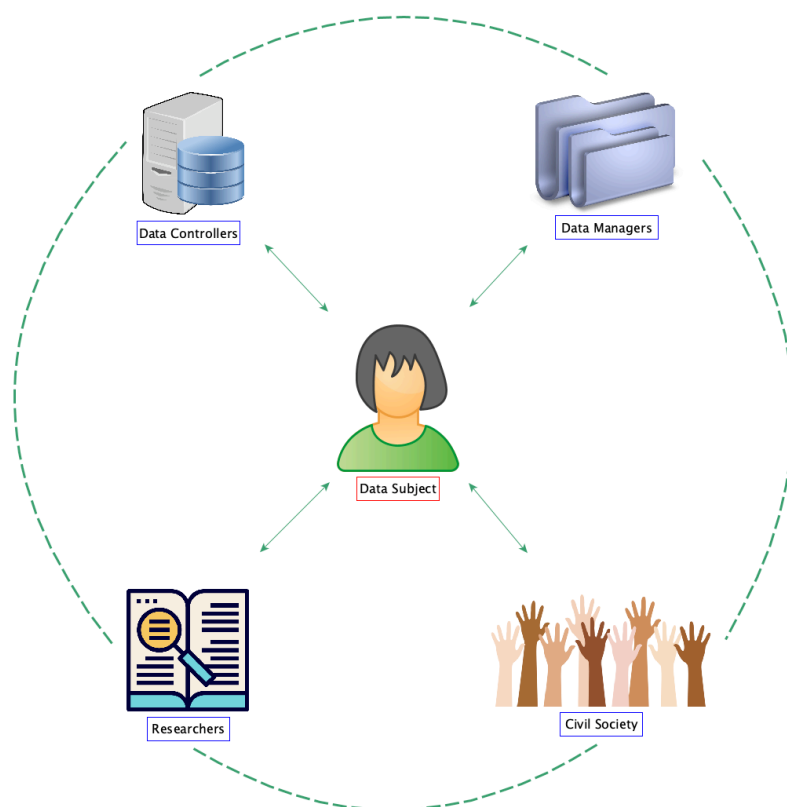 Data Controllers
Data Managers
Data Subject
Researchers
Civil Society